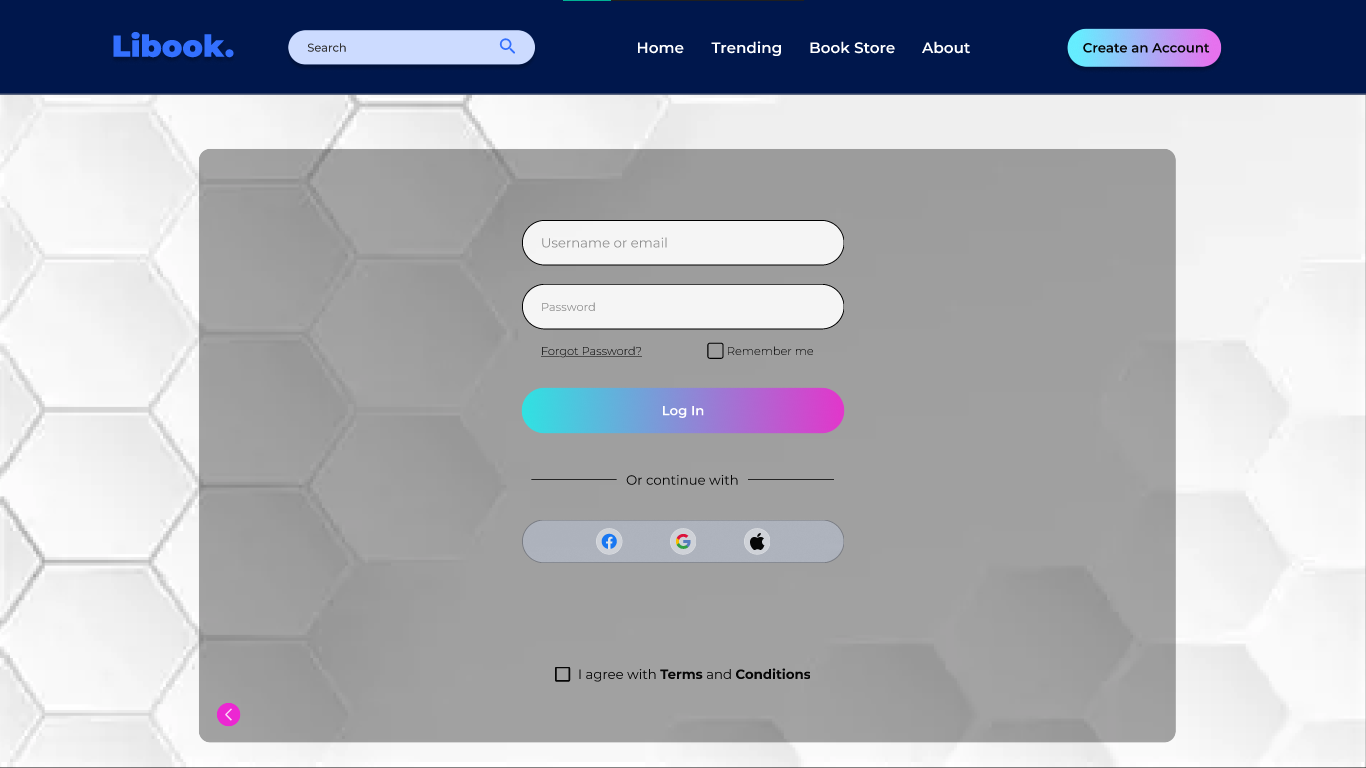 Libook.
Search
Home Trending Book Store About
Create an Account
Username or email
Password
Forgot Password? Remember me
Log In
Or continue with
I agree with Terms and Conditions